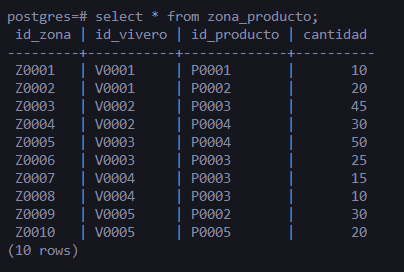 postgres=# select * from zona_producto;
 id_zona | id_vivero | id_producto | cantidad
---------+-----------+-------------+----------
 Z0001   | V0001     | P0001       |       10
 Z0002   | V0001     | P0002       |       20
 Z0003   | V0002     | P0003       |       45
 Z0004   | V0002     | P0004       |       30
 Z0005   | V0003     | P0004       |       50
 Z0006   | V0003     | P0003       |       25
 Z0007   | V0004     | P0003       |       15
 Z0008   | V0004     | P0003       |       10
 Z0009   | V0005     | P0002       |       30
 Z0010   | V0005     | P0005       |       20
(10 rows)